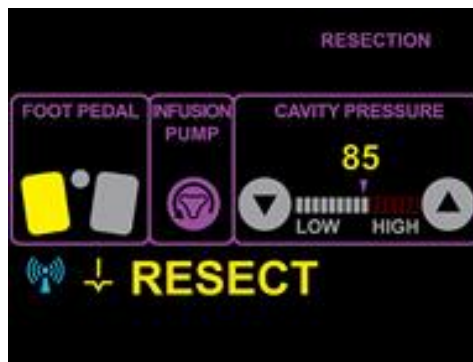 RESECTION
FOOT PEDAL
INFUSION
PUMP
CAVITY PRESSURE
85
LOW
HIGH
RESECT